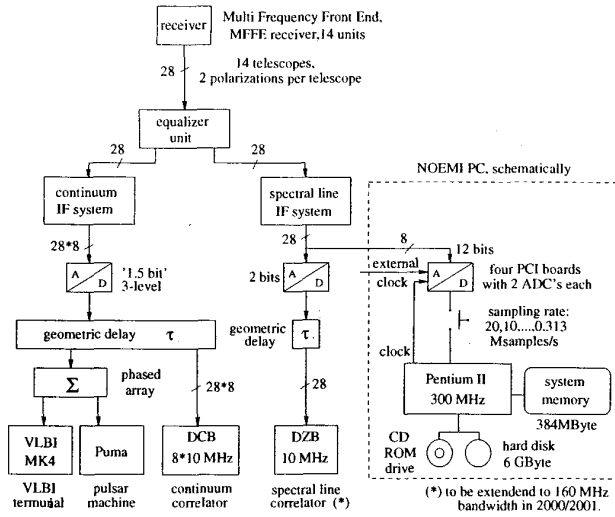 receiver
Multi Frequency Front End,
MFFE receiver, 14 units
28
14 telescopes,
2 polarizations per telescope
equalizer
unit
28
28
NOEMI PC, schematically
continuum
IF system
spectral line
IF system
28*8
28
8
12 bits
A
D
'1.5 bit'
3-level
2 bits
A
D
external
clock
A
D
four PCI boards
with 2 ADC's each
geometric delay τ
geometric
delay
τ
sampling rate:
20,10.....0.313
Msamples/s
clock
Σ
phased
array
28*8
28
Pentium II
300 MHz
system
memory
384MByte
VLBI
MK4
Puma
DCB
8*10 MHz
DZB
10 MHz
CD
ROM
drive
hard disk
6 GByte
VLBI
terminal
pulsar
machine
continuum
correlator
spectral line
correlator (*)
(*) to be extendend to 160 MHz
bandwidth in 2000/2001.